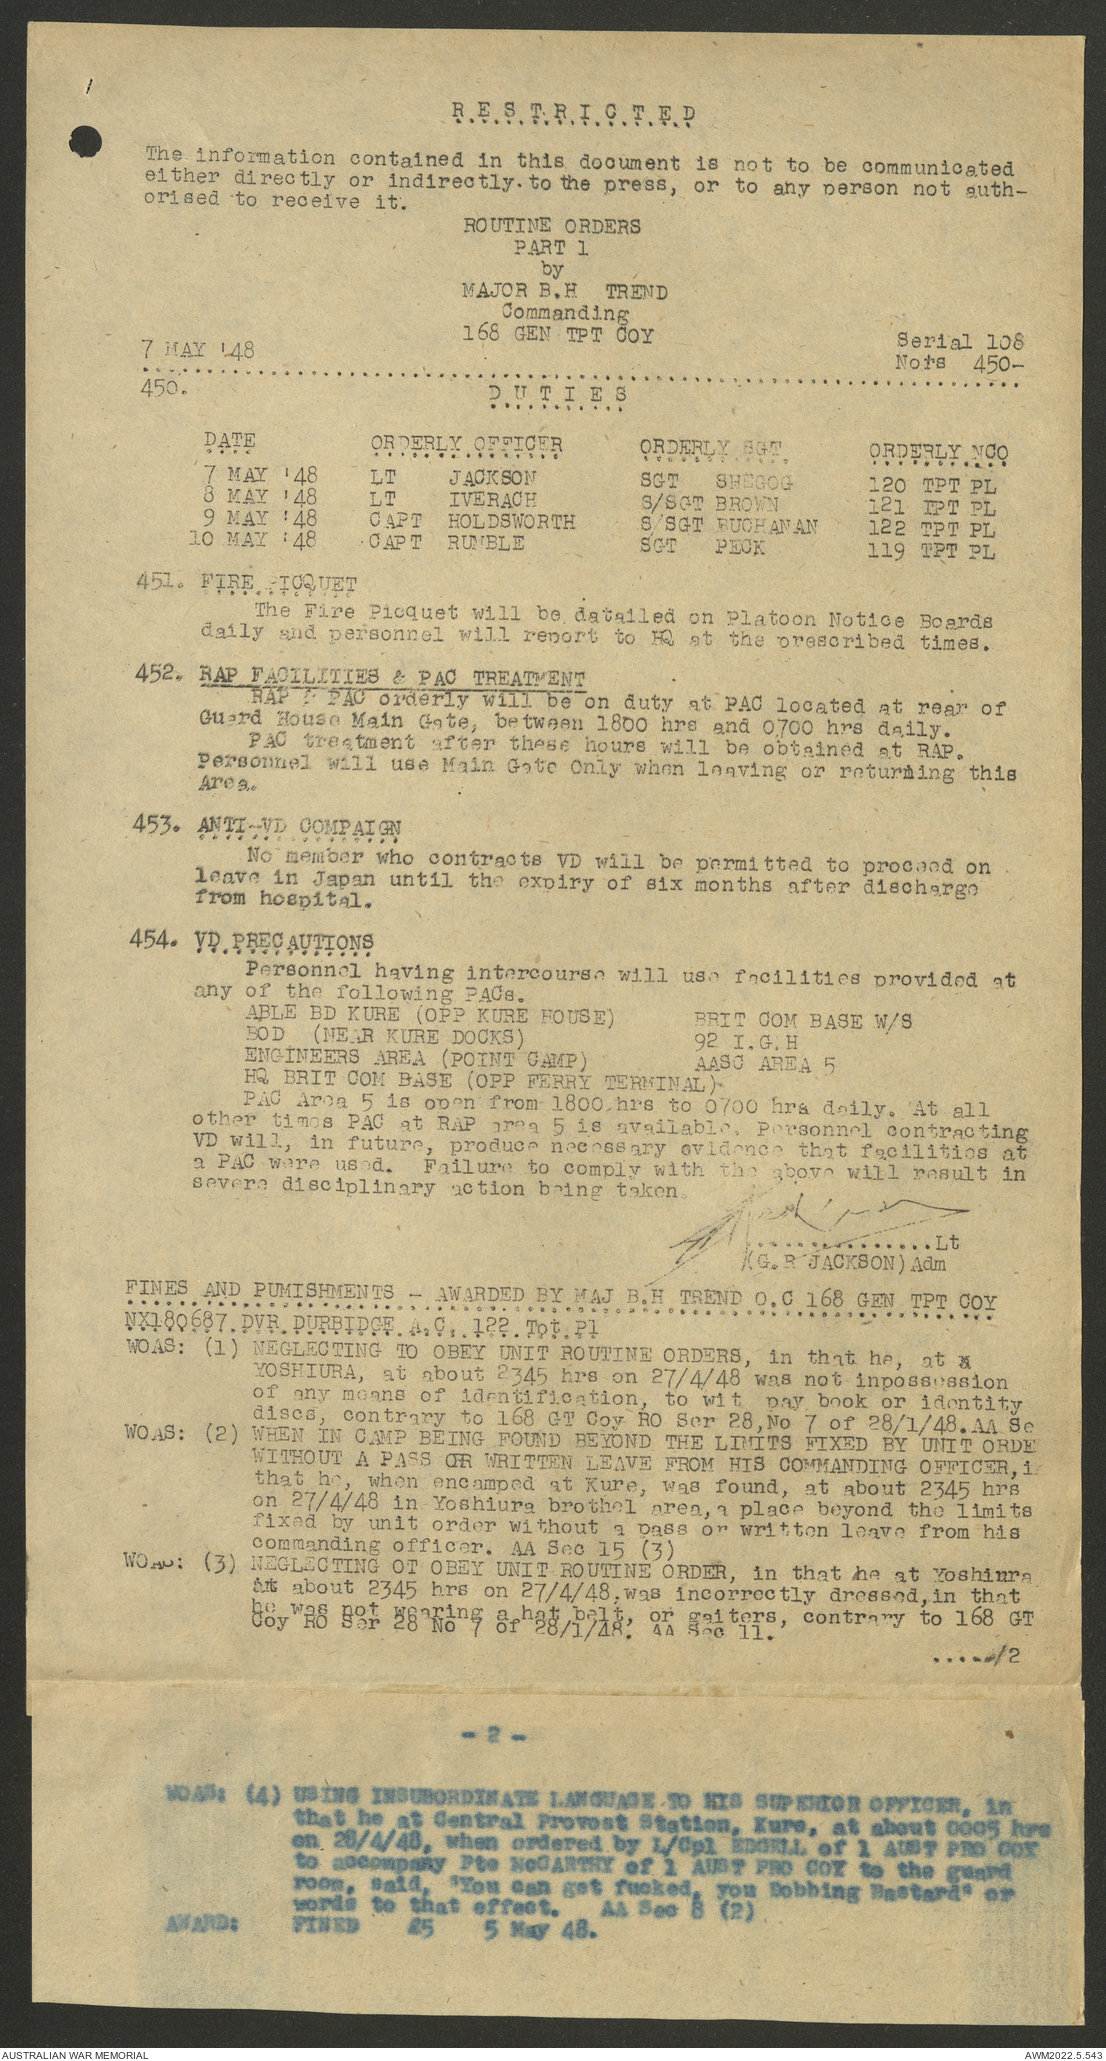 R E S T R I C T E D
The information contained in this document is not to be communicated
either directly or indirectly. to the press, or to any person not auth-
orised to receive it.
ROUTINE ORDERS
PART 1
by
MAJOR B.H TREND
Commanding
168 GEN TPT COY
7 MAY '48
Serial 108
Nors 450-
450. D U T I E S
DATE ORDERLY OFFICER ORDERLY SGT ORDERLY NCO
7 MAY '48 LT JACKSON SGT SHEGOG 120 TPT PL
8 MAY '48 LT IVERACH S/SGT BROWN 121 TPT PL
9 MAY '48 CAPT HOLDSWORTH S/SGT BUCHANAN 122 TPT PL
10 MAY '48 CAPT RUMBLE SGT PECK 119 TPT PL
451. FIRE PICQUET
The Fire Picquet will be datailed on Platoon Notice Boards
daily and personnel will report to HQ at the prescribed times.
452. RAP FACILITIES & PAC TREATMENT
RAP & PAC orderly will be on duty at PAC located at rear of
Guard House Main Gate, between 1800 hrs and 0700 hrs daily.
PAC treatment after these hours will be obtained at RAP.
Personnel will use Main Gate Only when leaving or returning this
Area.
453. ANTI-VD COMPAIGN
No member who contracts VD will be permitted to proceed on
leave in Japan until the expiry of six months after discharge
from hospital.
454. VD PRECAUTIONS
Personnel having intercourse will use facilities provided at
any of the following PACs.
ABLE BD KURE (OPP KURE HOUSE) BRIT COM BASE W/S
BOD (NEAR KURE DOCKS) 92 I.G.H
ENGINEERS AREA (POINT CAMP) AASC AREA 5
HQ BRIT COM BASE (OPP FERRY TERMINAL)
PAC Area 5 is open from 1800 hrs to 0700 hrs daily. At all
other times PAC at RAP area 5 is available. Personnel contracting
VD will, in future, produce necessary evidence that facilities at
a PAC were used. Failure to comply with the above will result in
severe disciplinary action being taken.
................Lt
(G.R JACKSON) Adm
FINES AND PUMISHMENTS - AWARDED BY MAJ B.H TREND O.C 168 GEN TPT COY
NX180687 DVR DURBIDGE A.C. 122 Tpt Pl
WOAS: (1) NEGLECTING TO OBEY UNIT ROUTINE ORDERS, in that he, at x
YOSHIURA, at about 2345 hrs on 27/4/48 was not inpossession
of any means of identification, to wit pay book or identity
discs, contrary to 168 GT Coy RO Ser 28,No 7 of 28/1/48. AA Se
WOAS: (2) WHEN IN CAMP BEING FOUND BEYOND THE LIMITS FIXED BY UNIT ORDE
WITHOUT A PASS OR WRITTEN LEAVE FROM HIS COMMANDING OFFICER, i
that he, when encamped at Kure, was found, at about 2345 hrs
on 27/4/48 in Yoshiura brothel area, a place beyond the limits
fixed by unit order without a pass or written leave from his
commanding officer. AA Sec 15 (3)
WOAS: (3) NEGLECTING OT OBEY UNIT ROUTINE ORDER, in that he at Yoshiura
at about 2345 hrs on 27/4/48, was incorrectly dressed, in that
he was not wearing a hat belt, or gaiters, contrary to 168 GT
Coy RO Ser 28 No 7 of 28/1/48. AA Sec 11.
...../2
- 2 -
WOAS: (4) USING INSUBORDINATE LANGUAGE TO HIS SUPERIOR OFFICER, in
that he at Central Provost Station, Kure, at about 0005 hrs
on 28/4/48, when ordered by L/Cpl EDGELL of 1 AUST PRO COY
to accompany Pte McCARTHY of 1 AUST PRO COY to the guard
room, said, "You can get fucked, you Bobbing Bastard" or
words to that effect. AA Sec 8 (2)
AWARD: FINED £5 5 May 48.
AUSTRALIAN WAR MEMORIAL
AWM2022.5.543